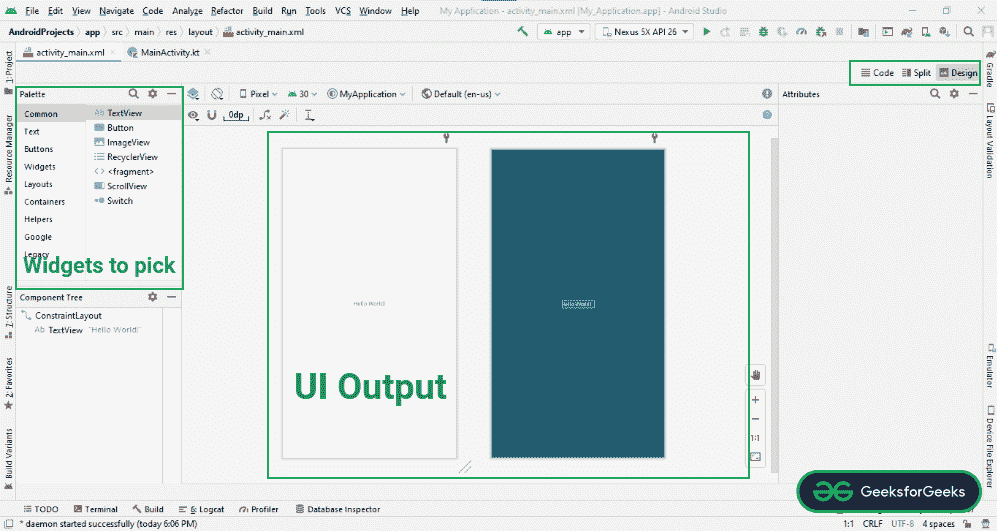 File Edit View Navigate Code Analyze Refactor Build Run Tools VCS Window Help My Application - activity_main.xml [My_Application.app] - Android Studio
AndroidProjects app src main res layout activity_main.xml app Nexus 5X API 26
activity_main.xml MainActivity.kt
Code Split Design
Palette Pixel 30 MyApplication Default (en-us) Attributes
Common
Text
Buttons
Widgets
Layouts
Containers
Helpers
Google
Legacy
Ab TextView
Button
ImageView
RecyclerView
<fragment>
ScrollView
Switch
0dp
Widgets to pick
Component Tree
ConstraintLayout
Ab TextView "Hello World!"
Hello World!
Hello World!
UI Output
1:1
1: Project
Resource Manager
Z: Structure
2: Favorites
Build Variants
Gradle
Layout Validation
Emulator
Device File Explorer
GeeksforGeeks
TODO Terminal Build 6: Logcat Profiler Database Inspector
* daemon started successfully (today 6:06 PM) 1:1 CRLF UTF-8 4 spaces